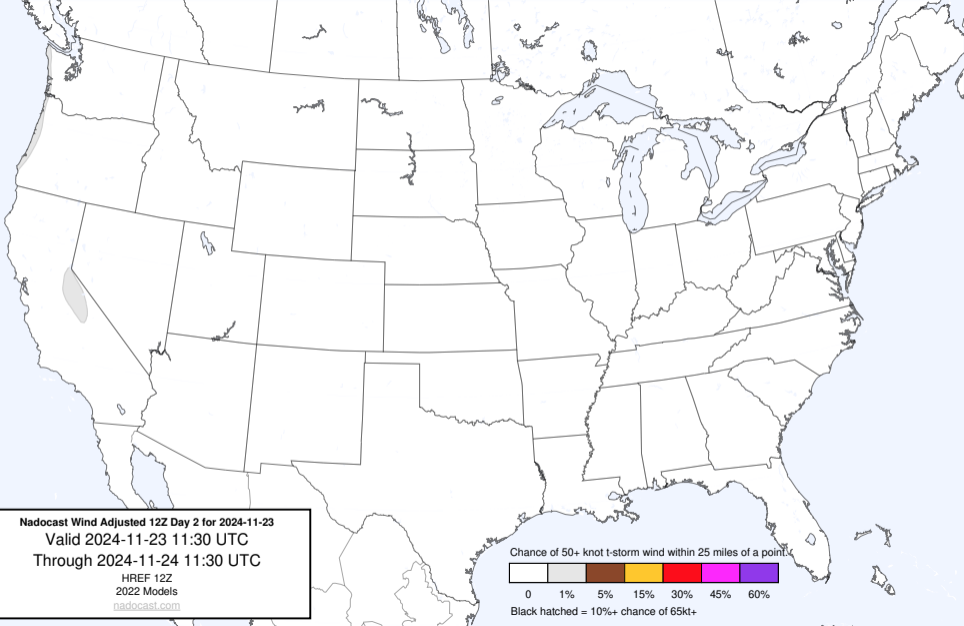 Nadocast Wind Adjusted 12Z Day 2 for 2024-11-23
Valid 2024-11-23 11:30 UTC
Through 2024-11-24 11:30 UTC
HREF 12Z
2022 Models
nadocast.com
Chance of 50+ knot t-storm wind within 25 miles of a point.
0 1% 5% 15% 30% 45% 60%
Black hatched = 10%+ chance of 65kt+